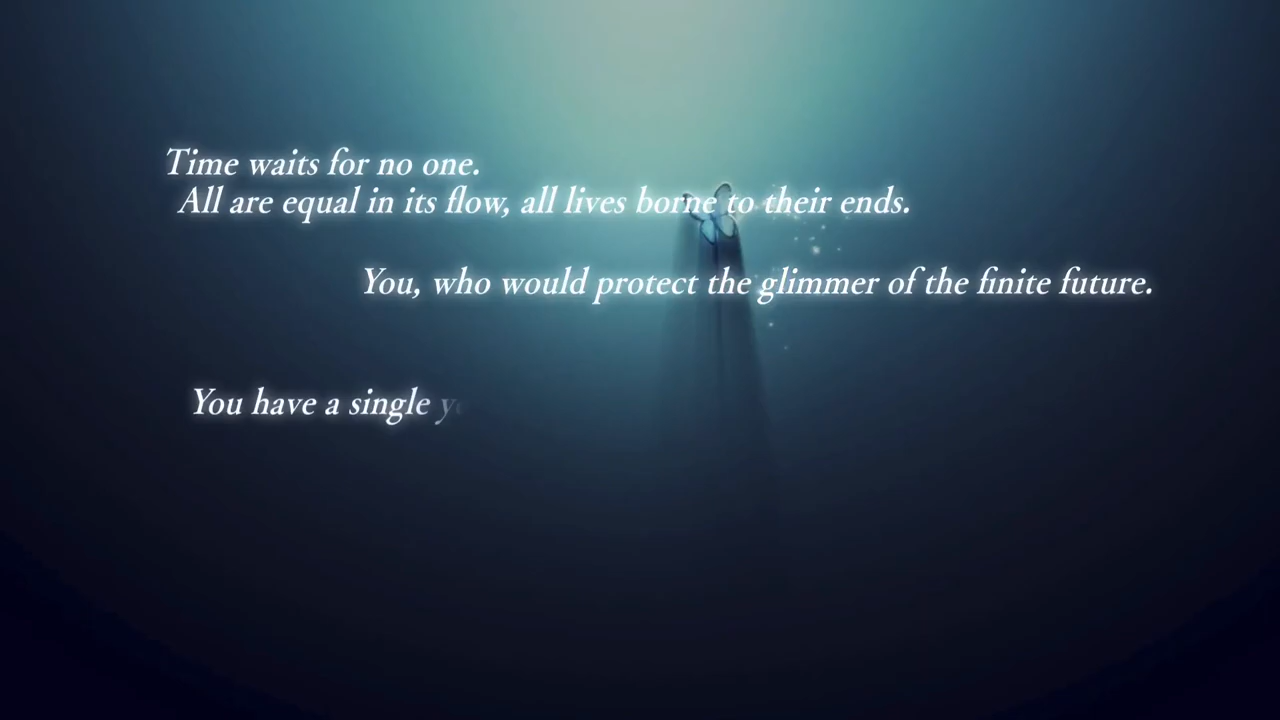 Time waits for no one.
All are equal in its flow, all lives borne to their ends.
You, who would protect the glimmer of the finite future.
You have a single